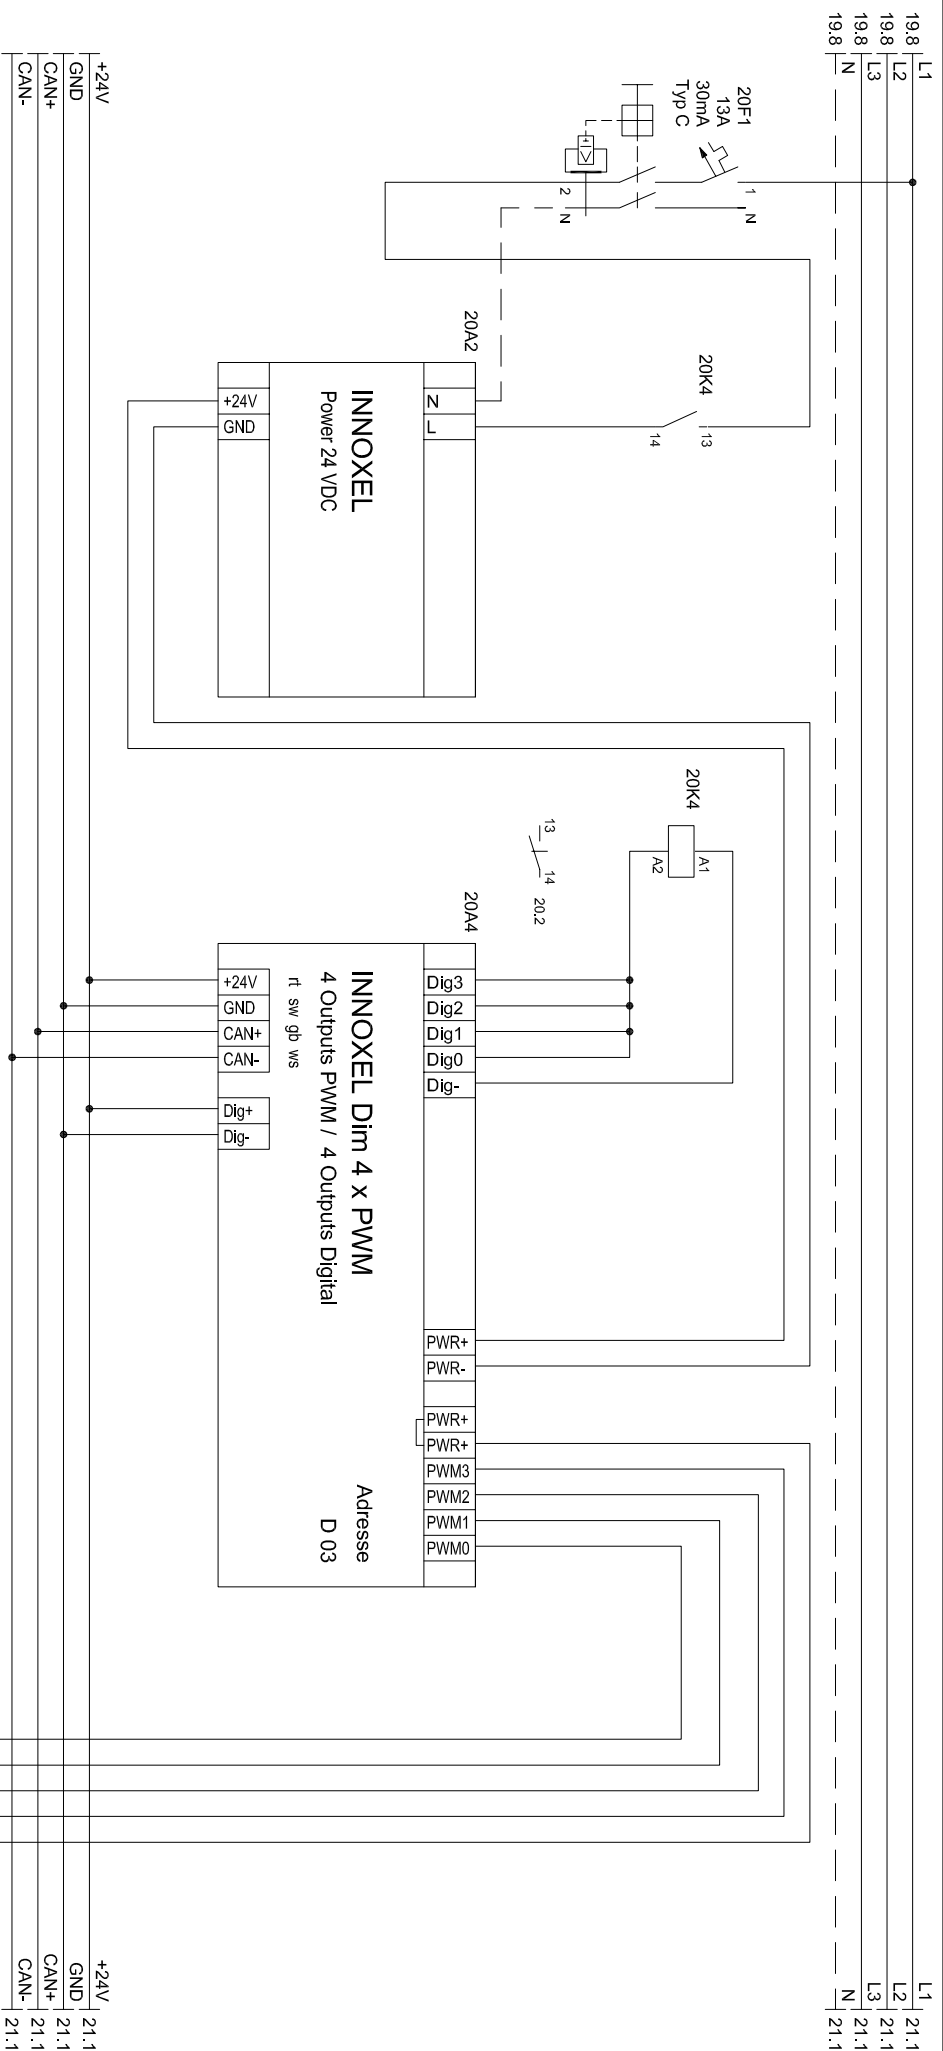 19.8 L1
19.8 L2
19.8 L3
19.8 N
L1 21.1
L2 21.1
L3 21.1
N 21.1
20F1
13A
30mA
Typ C
1
N
2
N
I>
20K4
13
14
20A2
N
L
INNOXEL
Power 24 VDC
+24V
GND
20K4
A1
A2
13
14
20.2
20A4
Dig3
Dig2
Dig1
Dig0
Dig-
PWR+
PWR-
PWR+
PWR+
PWM3
PWM2
PWM1
PWM0
INNOXEL Dim 4 x PWM
4 Outputs PWM / 4 Outputs Digital
Adresse
D 03
rt sw gb ws
+24V
GND
CAN+
CAN-
Dig+
Dig-
+24V
GND
CAN+
CAN-
+24V 21.1
GND 21.1
CAN+ 21.1
CAN- 21.1